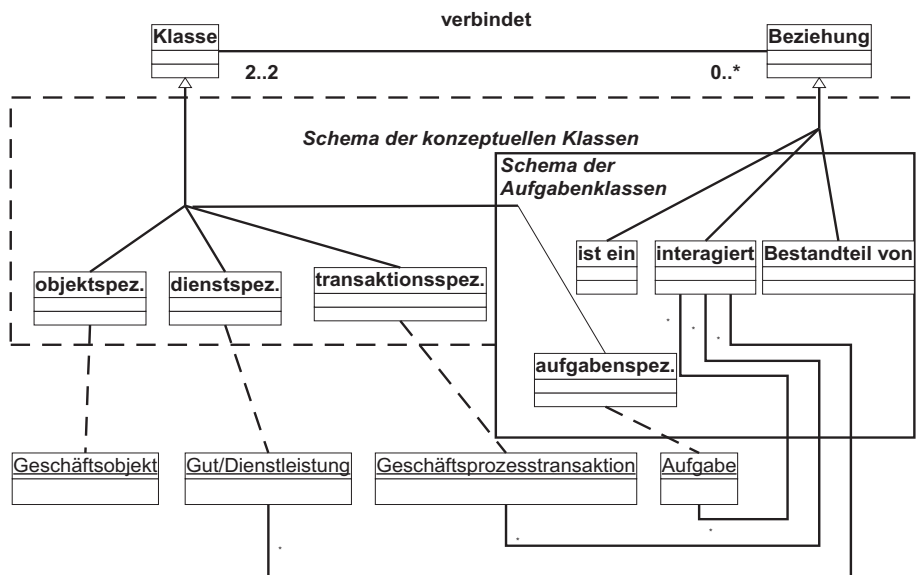 verbindet
Klasse
Beziehung
2..2
0..*
Schema der konzeptuellen Klassen
Schema der
Aufgabenklassen
ist ein
interagiert
Bestandteil von
objektspez.
dienstspez.
transaktionsspez.
*
*
*
aufgabenspez.
Geschäftsobjekt
Gut/Dienstleistung
Geschäftsprozesstransaktion
Aufgabe
*
*
*